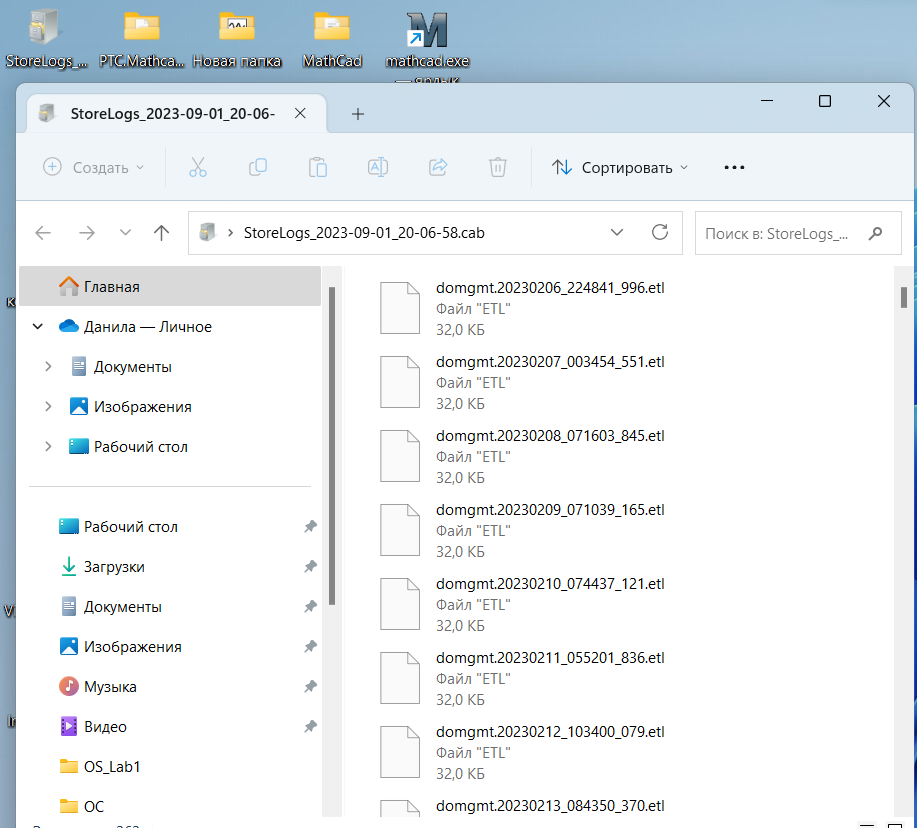 StoreLogs_...
PTC.Mathca...
Новая папка
MathCad
mathcad.exe
— ярлык
StoreLogs_2023-09-01_20-06-
Создать
Сортировать
StoreLogs_2023-09-01_20-06-58.cab
Поиск в: StoreLogs_...
Главная
Данила — Личное
Документы
Изображения
Рабочий стол
Рабочий стол
Загрузки
Документы
Изображения
Музыка
Видео
OS_Lab1
ОС
domgmt.20230206_224841_996.etl
Файл "ETL"
32,0 КБ
domgmt.20230207_003454_551.etl
Файл "ETL"
32,0 КБ
domgmt.20230208_071603_845.etl
Файл "ETL"
32,0 КБ
domgmt.20230209_071039_165.etl
Файл "ETL"
32,0 КБ
domgmt.20230210_074437_121.etl
Файл "ETL"
32,0 КБ
domgmt.20230211_055201_836.etl
Файл "ETL"
32,0 КБ
domgmt.20230212_103400_079.etl
Файл "ETL"
32,0 КБ
domgmt.20230213_084350_370.etl